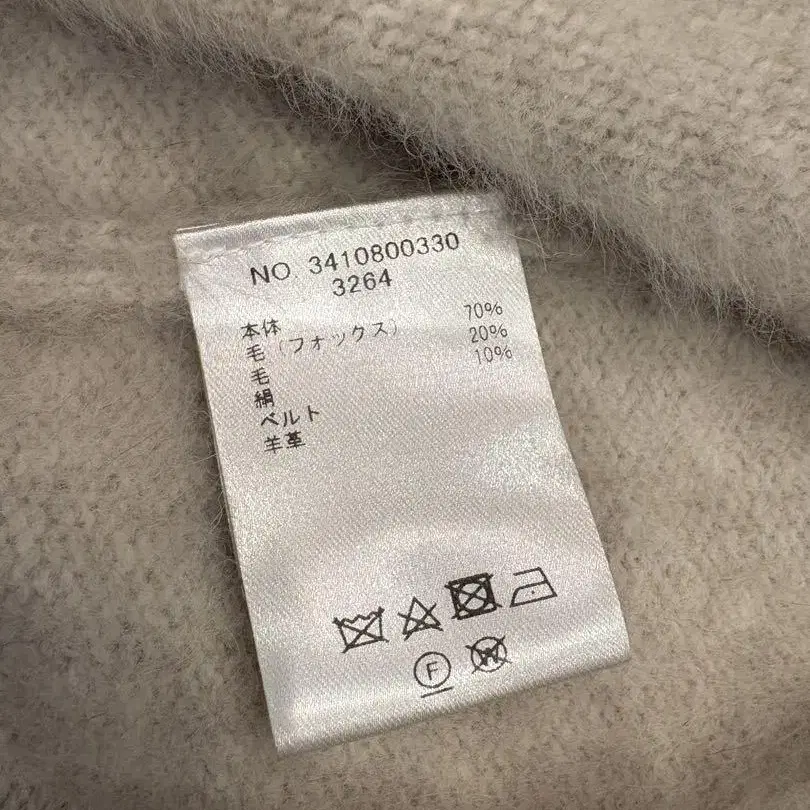 NO. 3410800330
3264
本体
毛(フォックス) 70%
毛 20%
絹 10%
ベルト
羊革
F
W